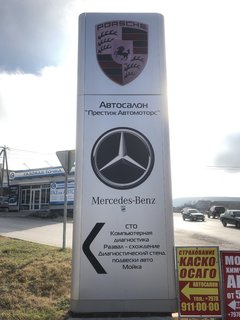 PORSCHE
Автосалон
"Престиж Автомоторс"
Mercedes-Benz
СТО
Компьютерная
диагностика
Развал - схождение
Диагностический стенд
подвески авто
Мойка
СТРАХОВАНИЕ
КАСКО
ОСАГО
АВТОСАЛОН
911-00-00